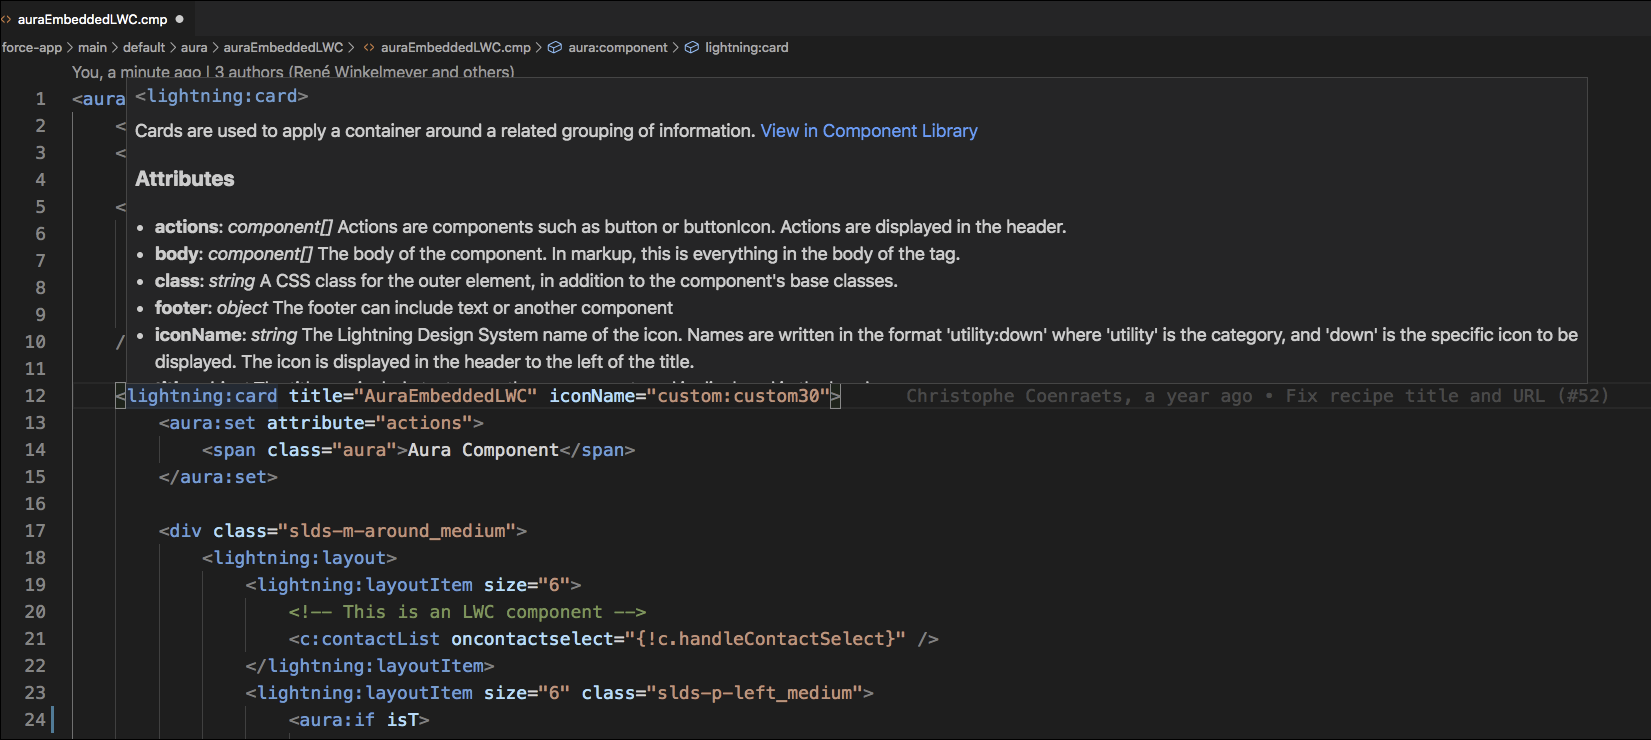 auraEmbeddedLWC.cmp ●
force-app > main > default > aura > auraEmbeddedLWC > auraEmbeddedLWC.cmp > aura:component > lightning:card
You, a minute ago | 3 authors (René Winkelmeyer and others)
1 <aura
<lightning:card>
2 <
Cards are used to apply a container around a related grouping of information. View in Component Library
3 <
4
Attributes
5 <
6
actions: component[] Actions are components such as button or buttonIcon. Actions are displayed in the header.
7
body: component[] The body of the component. In markup, this is everything in the body of the tag.
8
class: string A CSS class for the outer element, in addition to the component's base classes.
9
footer: object The footer can include text or another component
10 /
iconName: string The Lightning Design System name of the icon. Names are written in the format 'utility:down' where 'utility' is the category, and 'down' is the specific icon to be
11
displayed. The icon is displayed in the header to the left of the title.
12 <lightning:card title="AuraEmbeddedLWC" iconName="custom:custom30"> Christophe Coenraets, a year ago • Fix recipe title and URL (#52)
13 <aura:set attribute="actions">
14 <span class="aura">Aura Component</span>
15 </aura:set>
16
17 <div class="slds-m-around_medium">
18 <lightning:layout>
19 <lightning:layoutItem size="6">
20 <!-- This is an LWC component -->
21 <c:contactList oncontactselect="{!c.handleContactSelect}" />
22 </lightning:layoutItem>
23 <lightning:layoutItem size="6" class="slds-p-left_medium">
24 <aura:if isT>